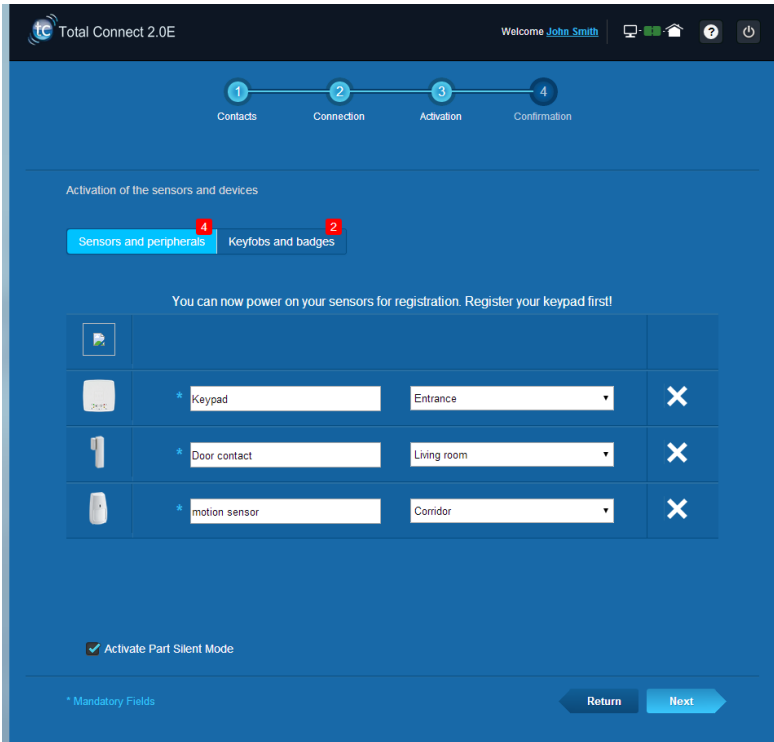 tc Total Connect 2.0E
Welcome John Smith
?
1 2 3 4
Contacts Connection Activation Confirmation
Activation of the sensors and devices
Sensors and peripherals 4 Keyfobs and badges 2
You can now power on your sensors for registration. Register your keypad first!
* Keypad Entrance
* Door contact Living room
* motion sensor Corridor
Activate Part Silent Mode
* Mandatory Fields Return Next